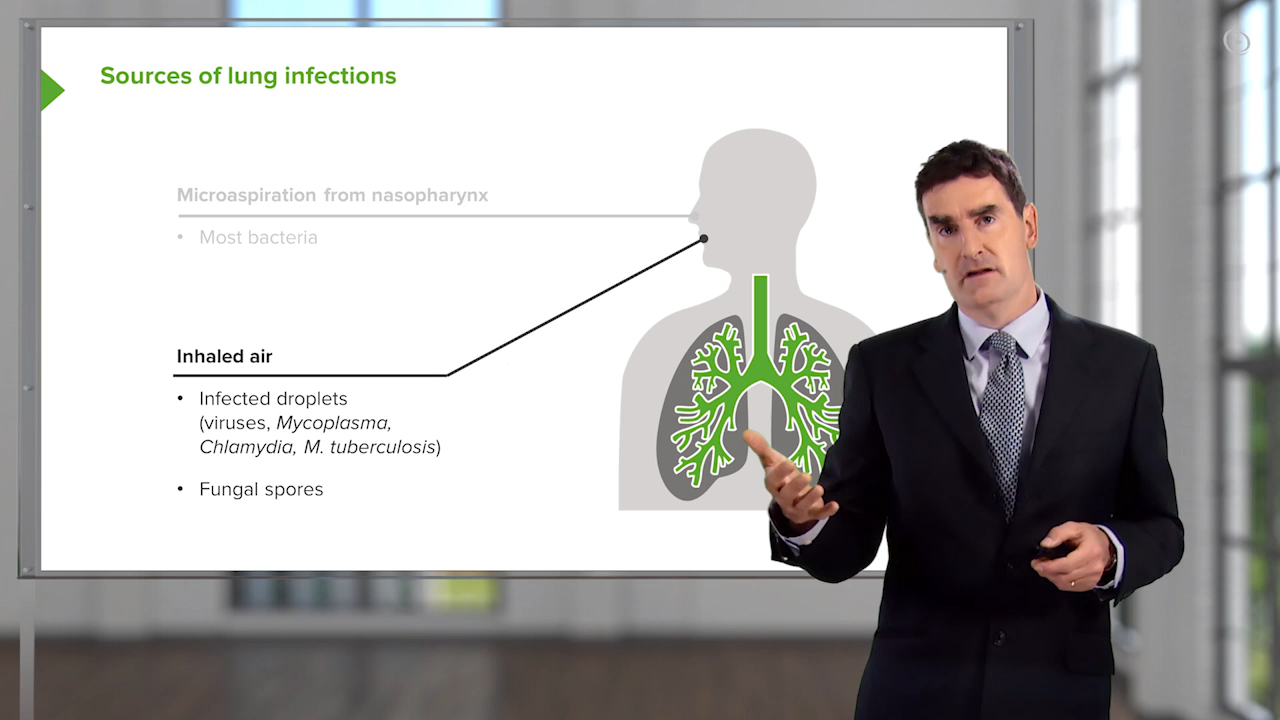 Sources of lung infections
Microaspiration from nasopharynx
• Most bacteria
Inhaled air
• Infected droplets
(viruses, Mycoplasma,
Chlamydia, M. tuberculosis)
• Fungal spores